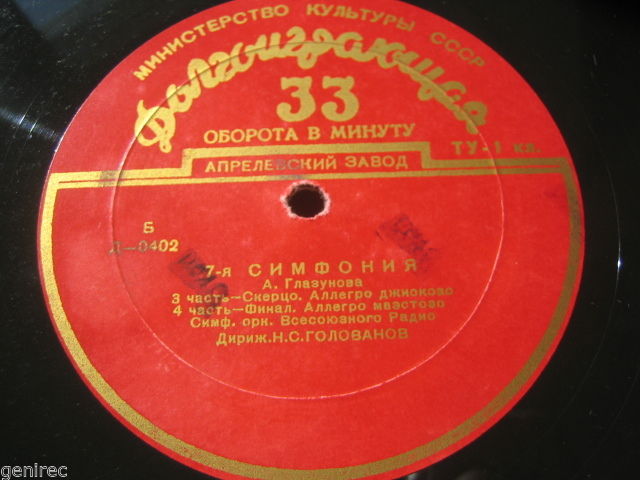 МИНИСТЕРСТВО КУЛЬТУРЫ СССР
Долгоиграющая
33
ОБОРОТА В МИНУТУ
ТУ-1 кл.
АПРЕЛЕВСКИЙ ЗАВОД
Б
Д—0402
7-я СИМФОНИЯ
А. Глазунова
3 часть—Скерцо. Аллегро джиокозо
4 часть—Финал. Аллегро маэстозо
Симф. орк. Всесоюзного Радио
Дириж. Н.С.ГОЛОВАНОВ
genirec